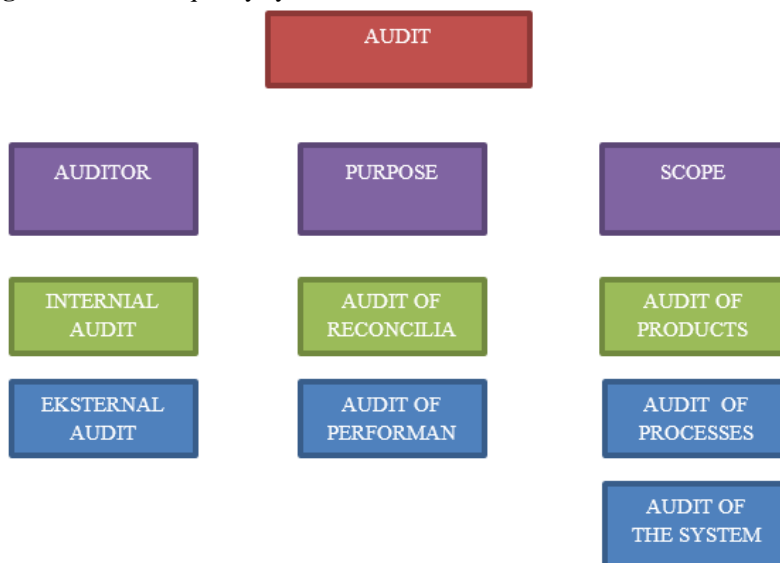 AUDIT
AUDITOR
PURPOSE
SCOPE
INTERNIAL
AUDIT
AUDIT OF
RECONCILIA
AUDIT OF
PRODUCTS
EKSTERNAL
AUDIT
AUDIT OF
PERFORMAN
AUDIT OF
PROCESSES
AUDIT OF
THE SYSTEM